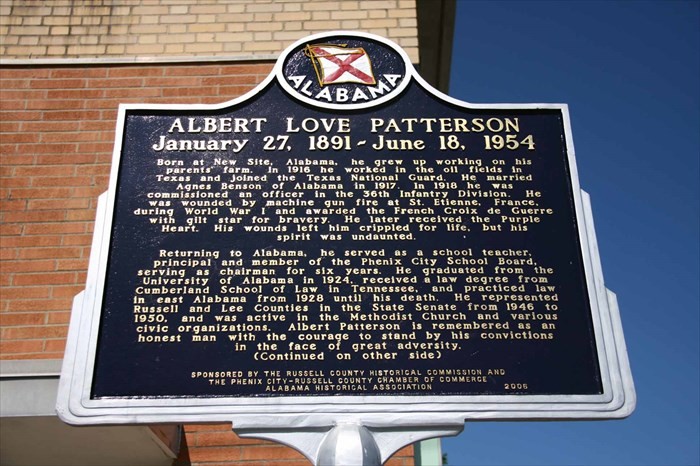 ALABAMA
ALBERT LOVE PATTERSON
January 27, 1891 - June 18, 1954
Born at New Site, Alabama, he grew up working on his
parents' farm. In 1916 he worked in the oil fields in
Texas and joined the Texas National Guard. He married
Agnes Benson of Alabama in 1917. In 1918 he was
commissioned an officer in the 36th Infantry Division. He
was wounded by machine gun fire at St. Etienne, France,
during World War I and awarded the French Croix de Guerre
with gilt star for bravery. He later received the Purple
Heart. His wounds left him crippled for life, but his
spirit was undaunted.
Returning to Alabama, he served as a school teacher,
principal and member of the Phenix City School Board,
serving as chairman for six years. He graduated from the
University of Alabama in 1924, received a law degree from
Cumberland School of Law in Tennessee, and practiced law
in east Alabama from 1928 until his death. He represented
Russell and Lee Counties in the State Senate from 1946 to
1950, and was active in the Methodist Church and various
civic organizations. Albert Patterson is remembered as an
honest man with the courage to stand by his convictions
in the face of great adversity.
(Continued on other side)
SPONSORED BY THE RUSSELL COUNTY HISTORICAL COMMISSION AND
THE PHENIX CITY-RUSSELL COUNTY CHAMBER OF COMMERCE
ALABAMA HISTORICAL ASSOCIATION 2006